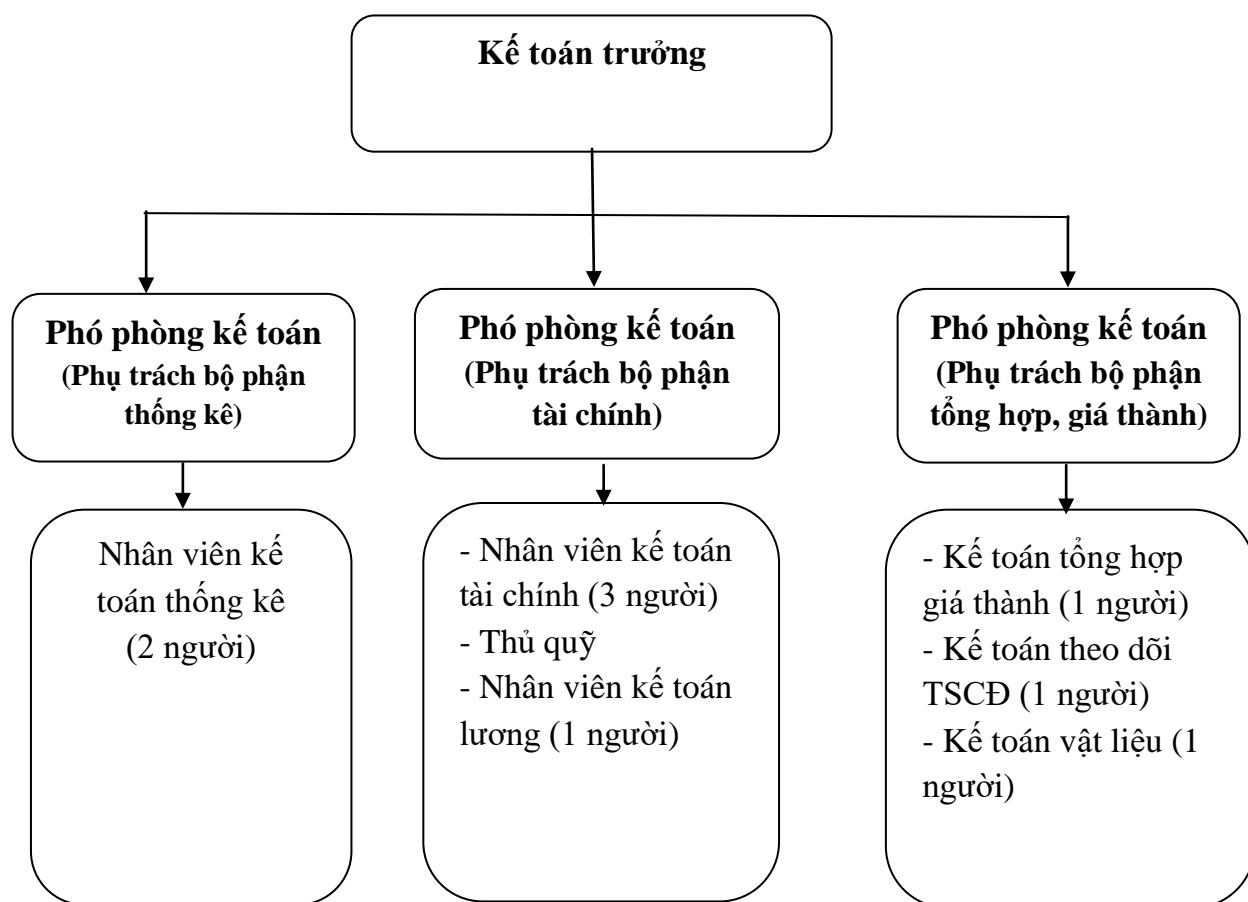 Kế toán trưởng
Phó phòng kế toán
(Phụ trách bộ phận
thống kê)
Phó phòng kế toán
(Phụ trách bộ phận
tài chính)
Phó phòng kế toán
(Phụ trách bộ phận
tổng hợp, giá thành)
Nhân viên kế
toán thống kê
(2 người)
- Nhân viên kế toán
tài chính (3 người)
- Thủ quỹ
- Nhân viên kế toán
lương (1 người)
- Kế toán tổng hợp
giá thành (1 người)
- Kế toán theo dõi
TSCĐ (1 người)
- Kế toán vật liệu (1
người)